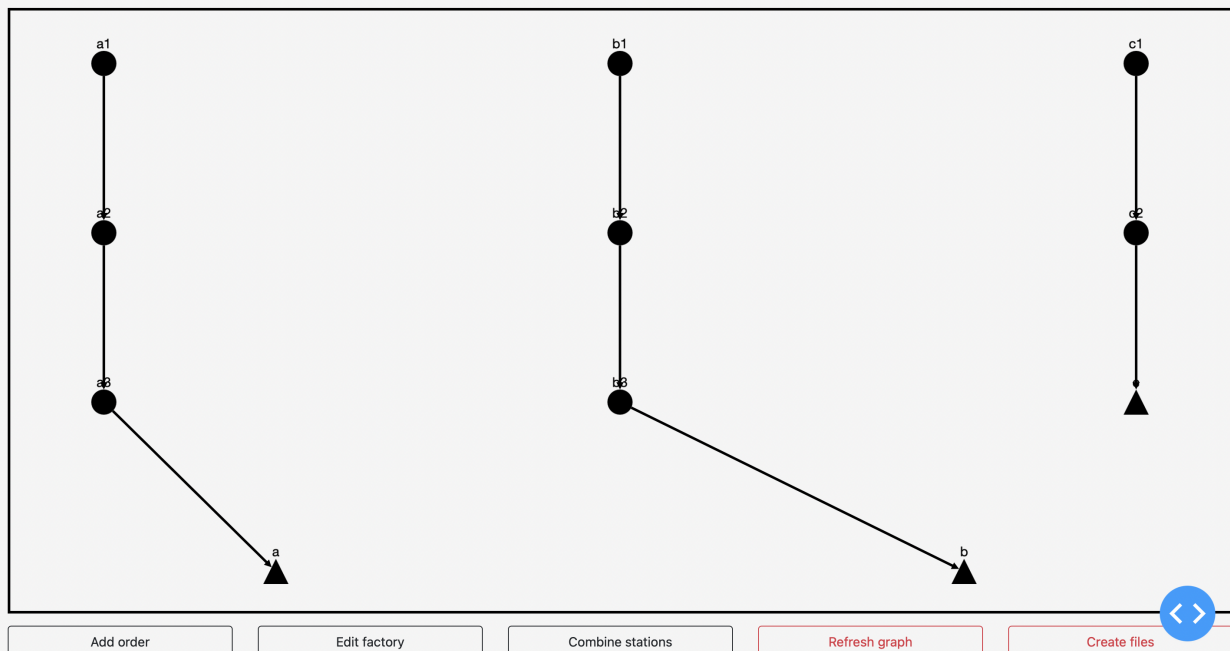 a1
b1
c1
a2
b2
c2
a3
b3
a
b
Add order
Edit factory
Combine stations
Refresh graph
Create files